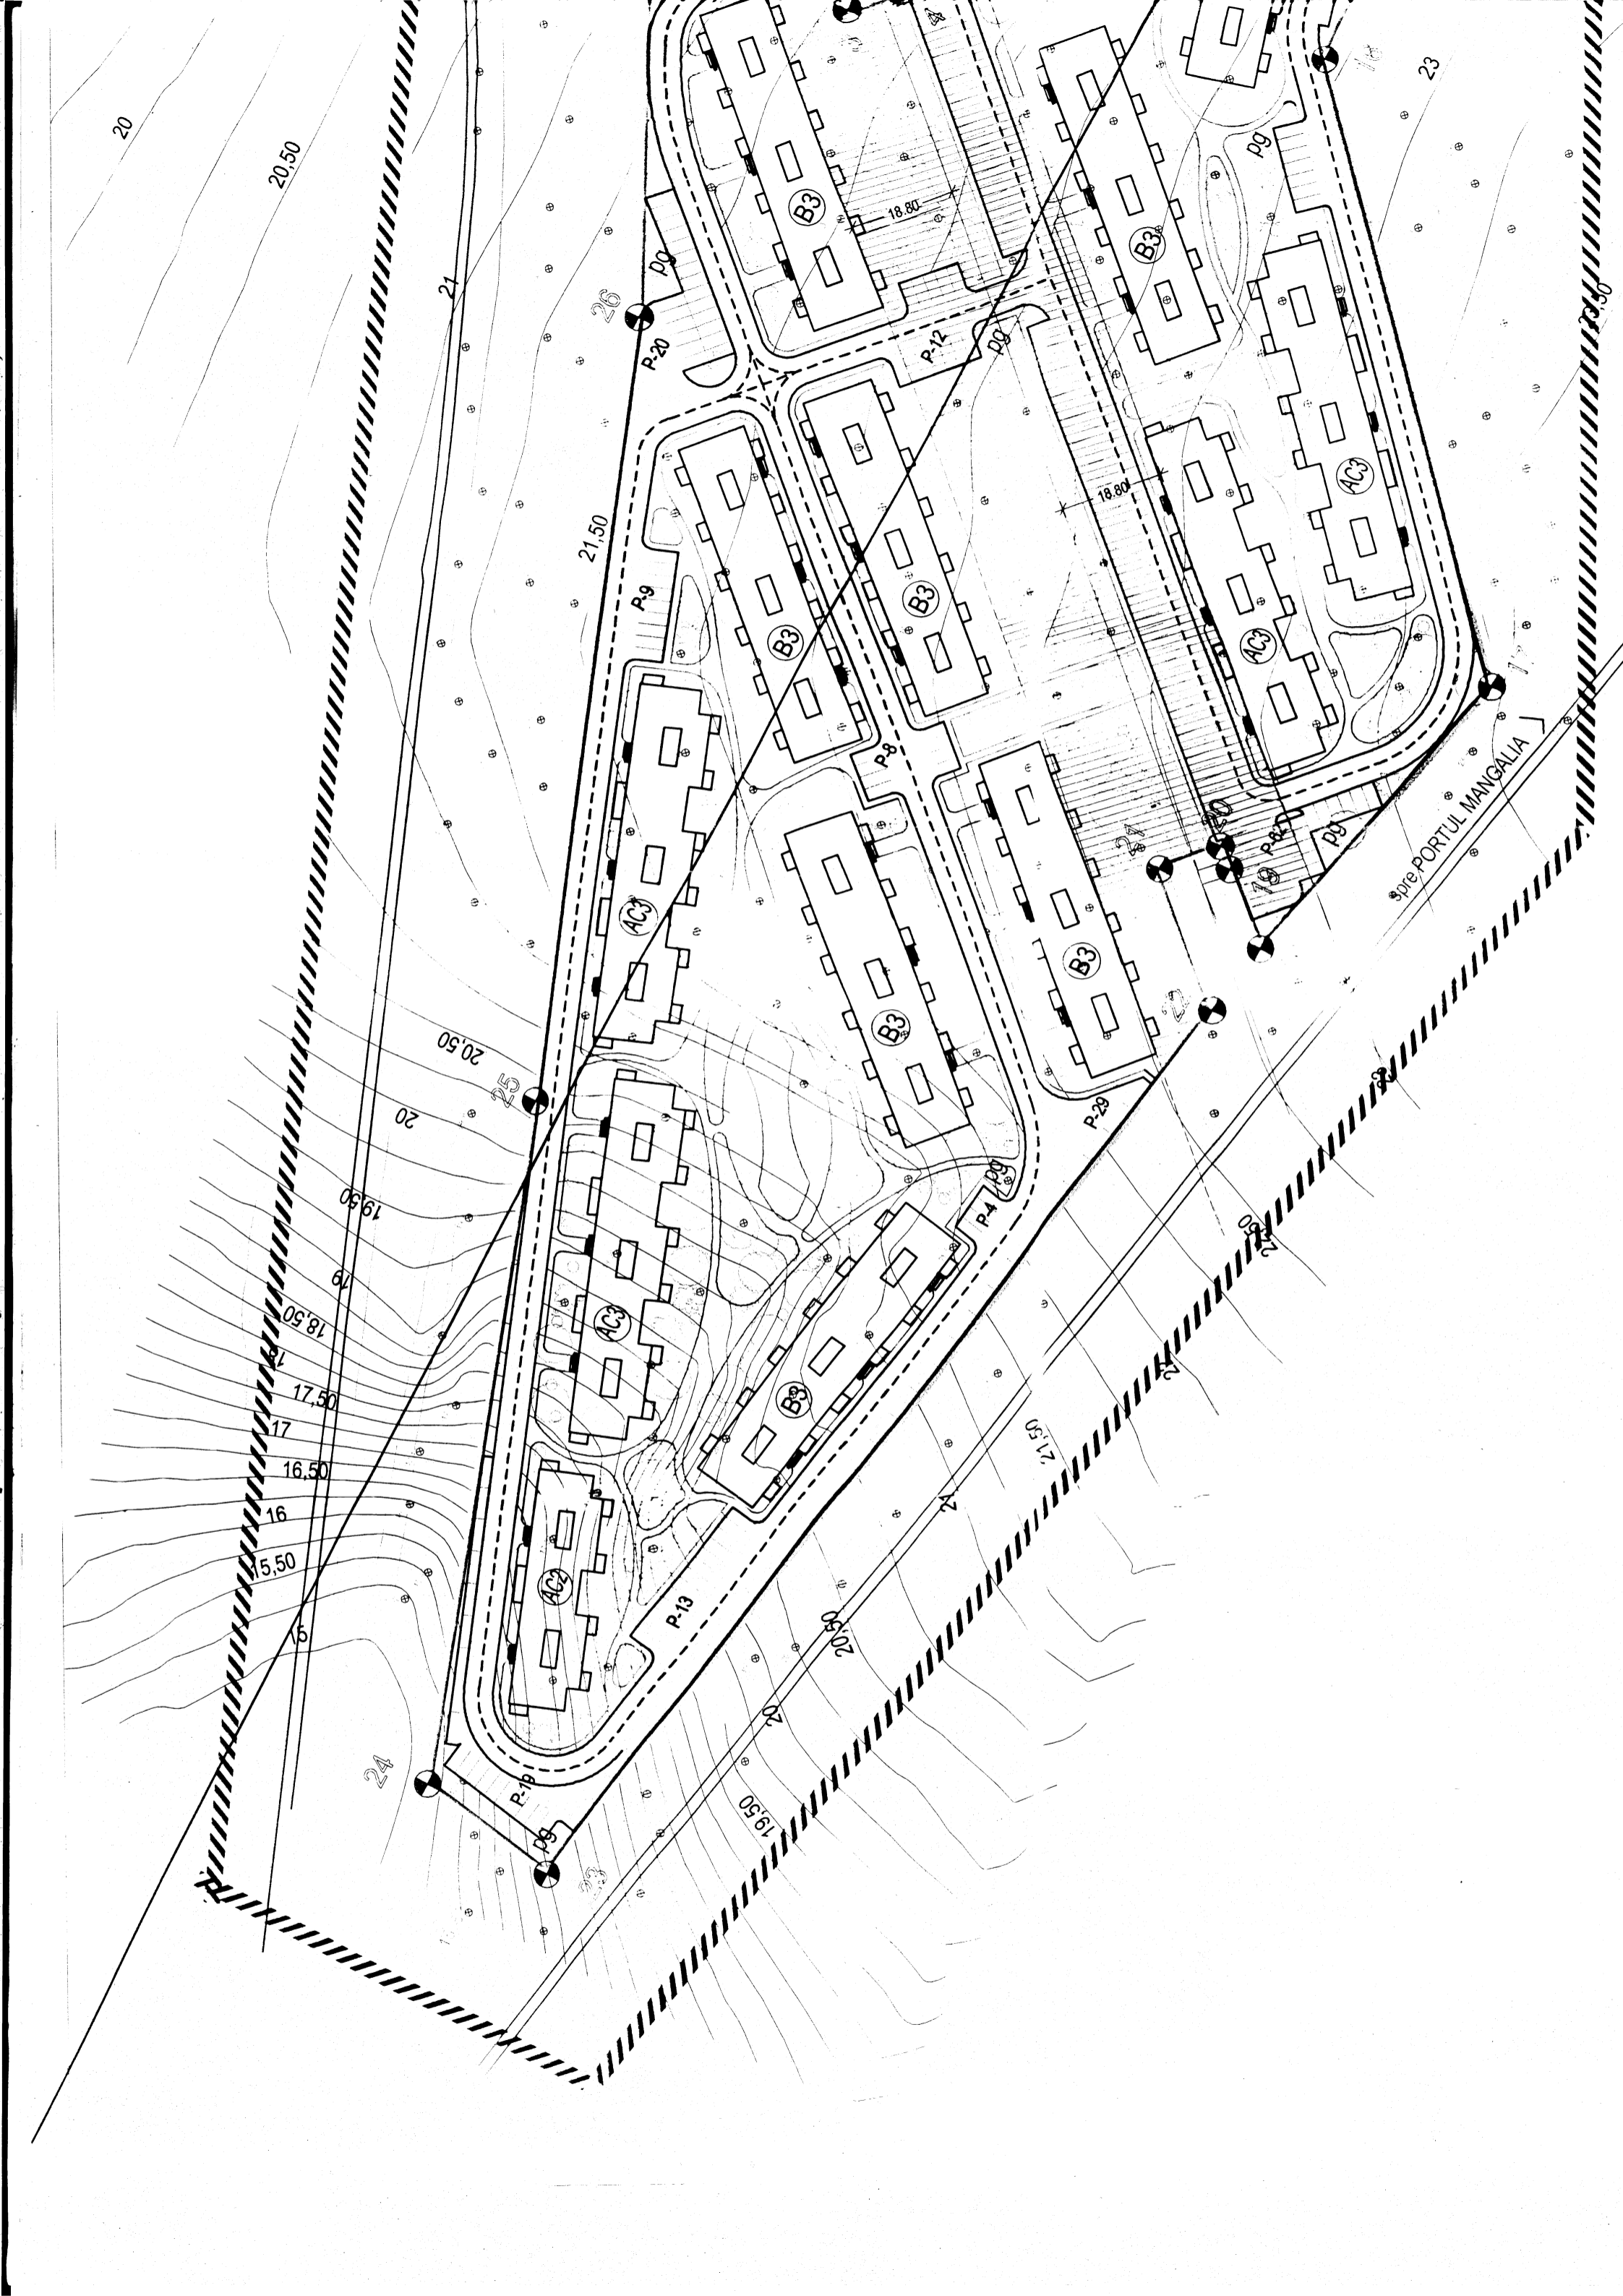 23
20
20,50
18.80
B3
B3
pg
pg
21
26
P-20
P-12
pg
AC3
18.80
21,50
P-9
B3
B3
AC3
P-8
spre PORTUL MANGALIA
pg
P-82
20
21
19
AC3
B3
B3
20,50
25
20
P-29
pg
P-4
19,50
19
18,50
AC3
B3
17,50
17
21,50
16,50
21
16
15,50
AC2
P-13
15
20,50
20
24
P-19
19,50
pg